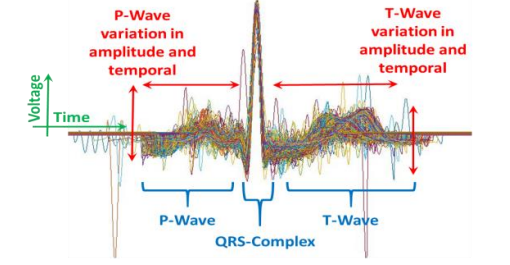 P-Wave
variation in
amplitude and
temporal
T-Wave
variation in
amplitude and
temporal
Voltage
Time
P-Wave
T-Wave
QRS-Complex